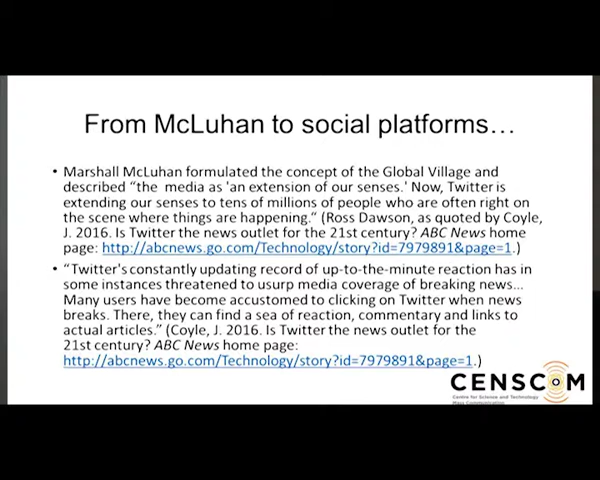 From McLuhan to social platforms…
• Marshall McLuhan formulated the concept of the Global Village and
described “the media as 'an extension of our senses.' Now, Twitter is
extending our senses to tens of millions of people who are often right on
the scene where things are happening.“ (Ross Dawson, as quoted by Coyle,
J. 2016. Is Twitter the news outlet for the 21st century? ABC News home
page: http://abcnews.go.com/Technology/story?id=7979891&page=1.)
• “Twitter's constantly updating record of up-to-the-minute reaction has in
some instances threatened to usurp media coverage of breaking news…
Many users have become accustomed to clicking on Twitter when news
breaks. There, they can find a sea of reaction, commentary and links to
actual articles.” (Coyle, J. 2016. Is Twitter the news outlet for the
21st century? ABC News home page:
http://abcnews.go.com/Technology/story?id=7979891&page=1.)
CENSCOM
Centre for Science and Technology
Mass Communication